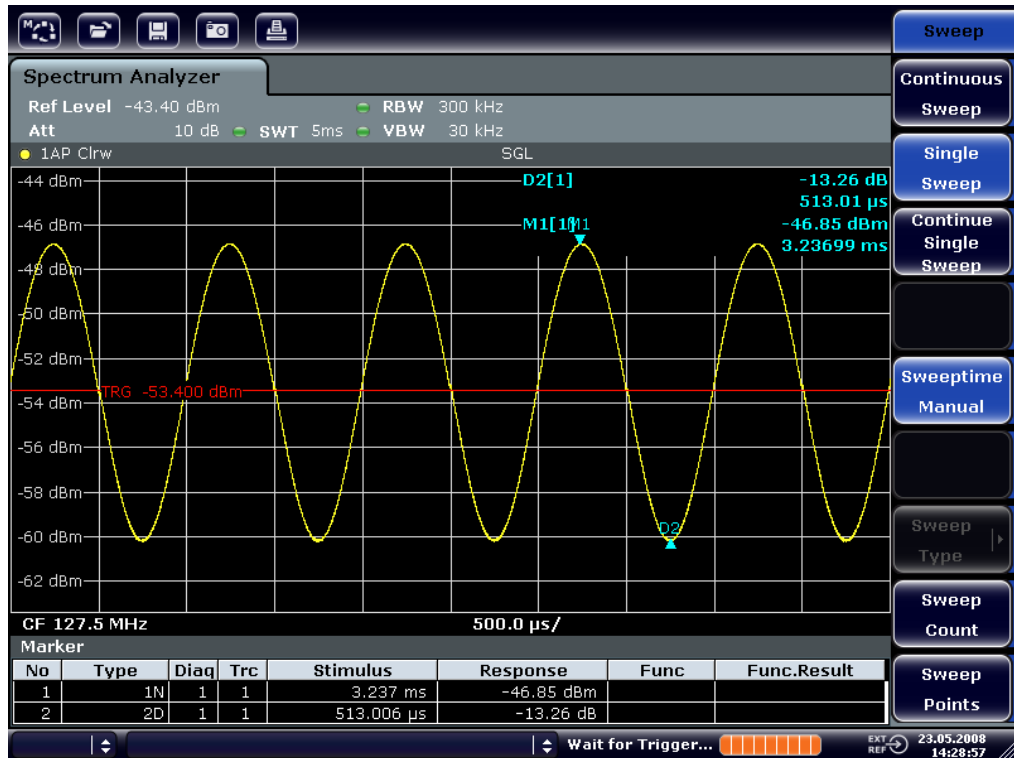 Sweep
Spectrum Analyzer
Ref Level -43.40 dBm RBW 300 kHz
Att 10 dB SWT 5ms VBW 30 kHz
1AP Clrw SGL
-44 dBm
D2[1] -13.26 dB
513.01 µs
-46 dBm
M1[1] M1 -46.85 dBm
3.23699 ms
-48 dBm
-50 dBm
-52 dBm
TRG -53.400 dBm
-54 dBm
-56 dBm
-58 dBm
D2
-60 dBm
-62 dBm
CF 127.5 MHz 500.0 µs/
Marker
No Type Diag Trc Stimulus Response Func Func.Result
1 1N 1 1 3.237 ms -46.85 dBm
2 2D 1 1 513.006 µs -13.26 dB
Wait for Trigger...
EXT REF
23.05.2008
14:28:57
Continuous
Sweep
Single
Sweep
Continue
Single
Sweep
Sweeptime
Manual
Sweep
Type
Sweep
Count
Sweep
Points